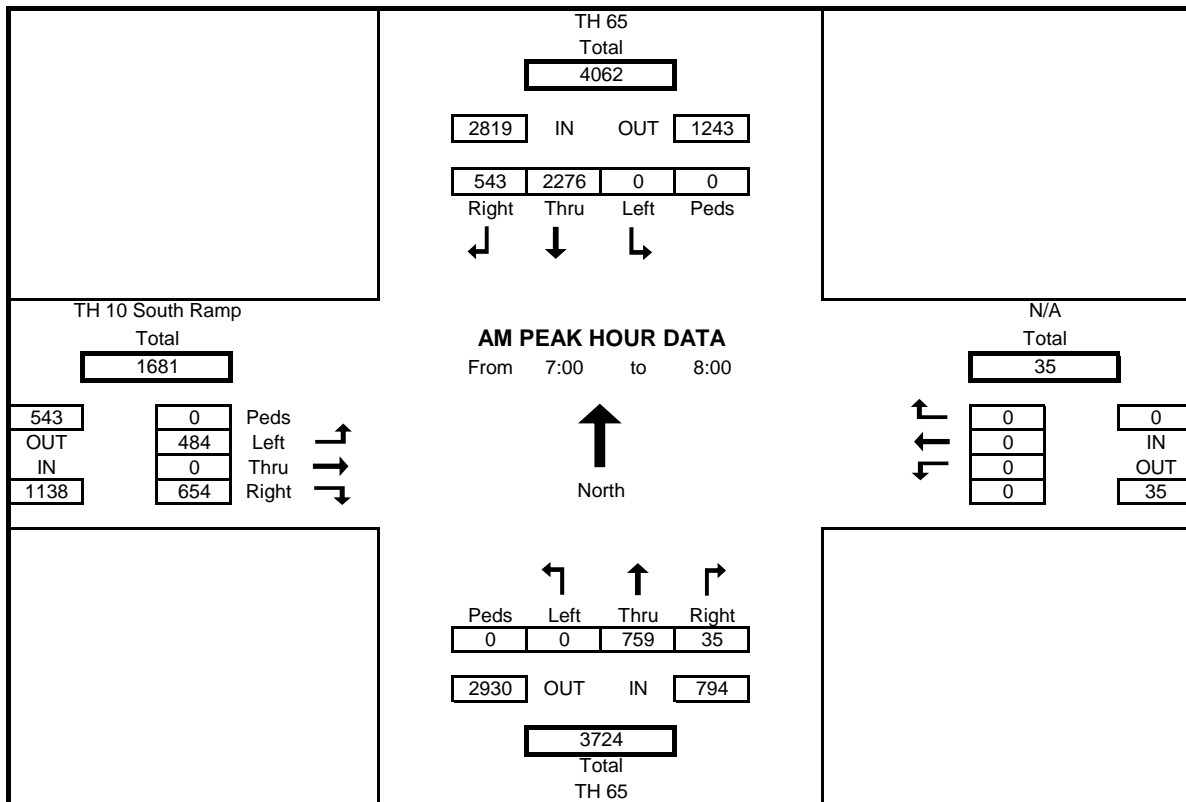 TH 65
Total
4062
2819 IN OUT 1243
543 2276 0 0
Right Thru Left Peds
TH 10 South Ramp
Total
1681
543
OUT
IN
1138
0 Peds
484 Left
0 Thru
654 Right
AM PEAK HOUR DATA
From 7:00 to 8:00
North
N/A
Total
35
0
0
0
0
0
IN
OUT
35
Peds Left Thru Right
0 0 759 35
2930 OUT IN 794
3724
Total
TH 65